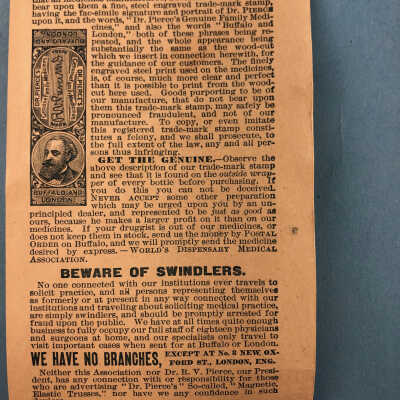 bear upon them a fine, steel engraved trade-mark stamp,
having the fac-simile signature and portrait of Dr. PIERCE
upon it, and the words, "Dr. Pierce's Genuine Family Medi-
cines," and also the words "Buffalo and
London," both of these phrases being re-
peated, and the whole appearance being
substantially the same as the wood-cut
which we insert in connection herewith, for
the guidance of our customers. The finely
engraved steel print used on the medicines,
is, of course, much more clear and perfect
than it is possible to print from the wood-
cut here used. Goods purporting to be of
our manufacture, that do not bear upon
them this trade-mark stamp, may safely be
pronounced fraudulent, and not of our
manufacture. To copy, or even imitate
this registered trade-mark stamp consti-
tutes a felony, and we shall prosecute, to
the full extent of the law, any and all per-
sons thus infringing.
BUFFALO AND
LONDON.
DR. PIERCE'S
BUFFALO AND
LONDON.
GET THE GENUINE.—Observe the
above description of our trade-mark stamp
and see that it is found on the outside wrap-
per of every bottle before purchasing. If
you do this you can not be deceived.
NEVER ACCEPT some other preparation
which may be urged upon you by an un-
principled dealer, and represented to be just as good as
ours, because he makes a larger profit on it than on our
medicines. If your druggist is out of our medicines, or
does not keep them in stock, send us the money by POSTAL
ORDER on Buffalo, and we will promptly send the medicine
desired by express.—WORLD'S DISPENSARY MEDICAL
ASSOCIATION.
BEWARE OF SWINDLERS.
No one connected with our institutions ever travels to
solicit practice, and all persons representing themselves
as formerly or at present in any way connected with our
institutions and traveling about soliciting medical practice,
are simply swindlers, and should be promptly arrested for
fraud upon the public. We have at all times quite enough
business to fully occupy our full staff of eighteen physicians
and surgeons at home, and our specialists only travel to
visit important cases when sent for at Buffalo or London.
WE HAVE NO BRANCHES, EXCEPT AT No. 3 NEW OX-
FORD ST., LONDON, ENG.
Neither this Association nor Dr. R. V. Pierce, our Presi-
dent, has any connection with or responsibility for those
who are advertising "Dr. Pierce's" So-called, "Magnetic,
Elastic Trusses," nor have we any confidence in such